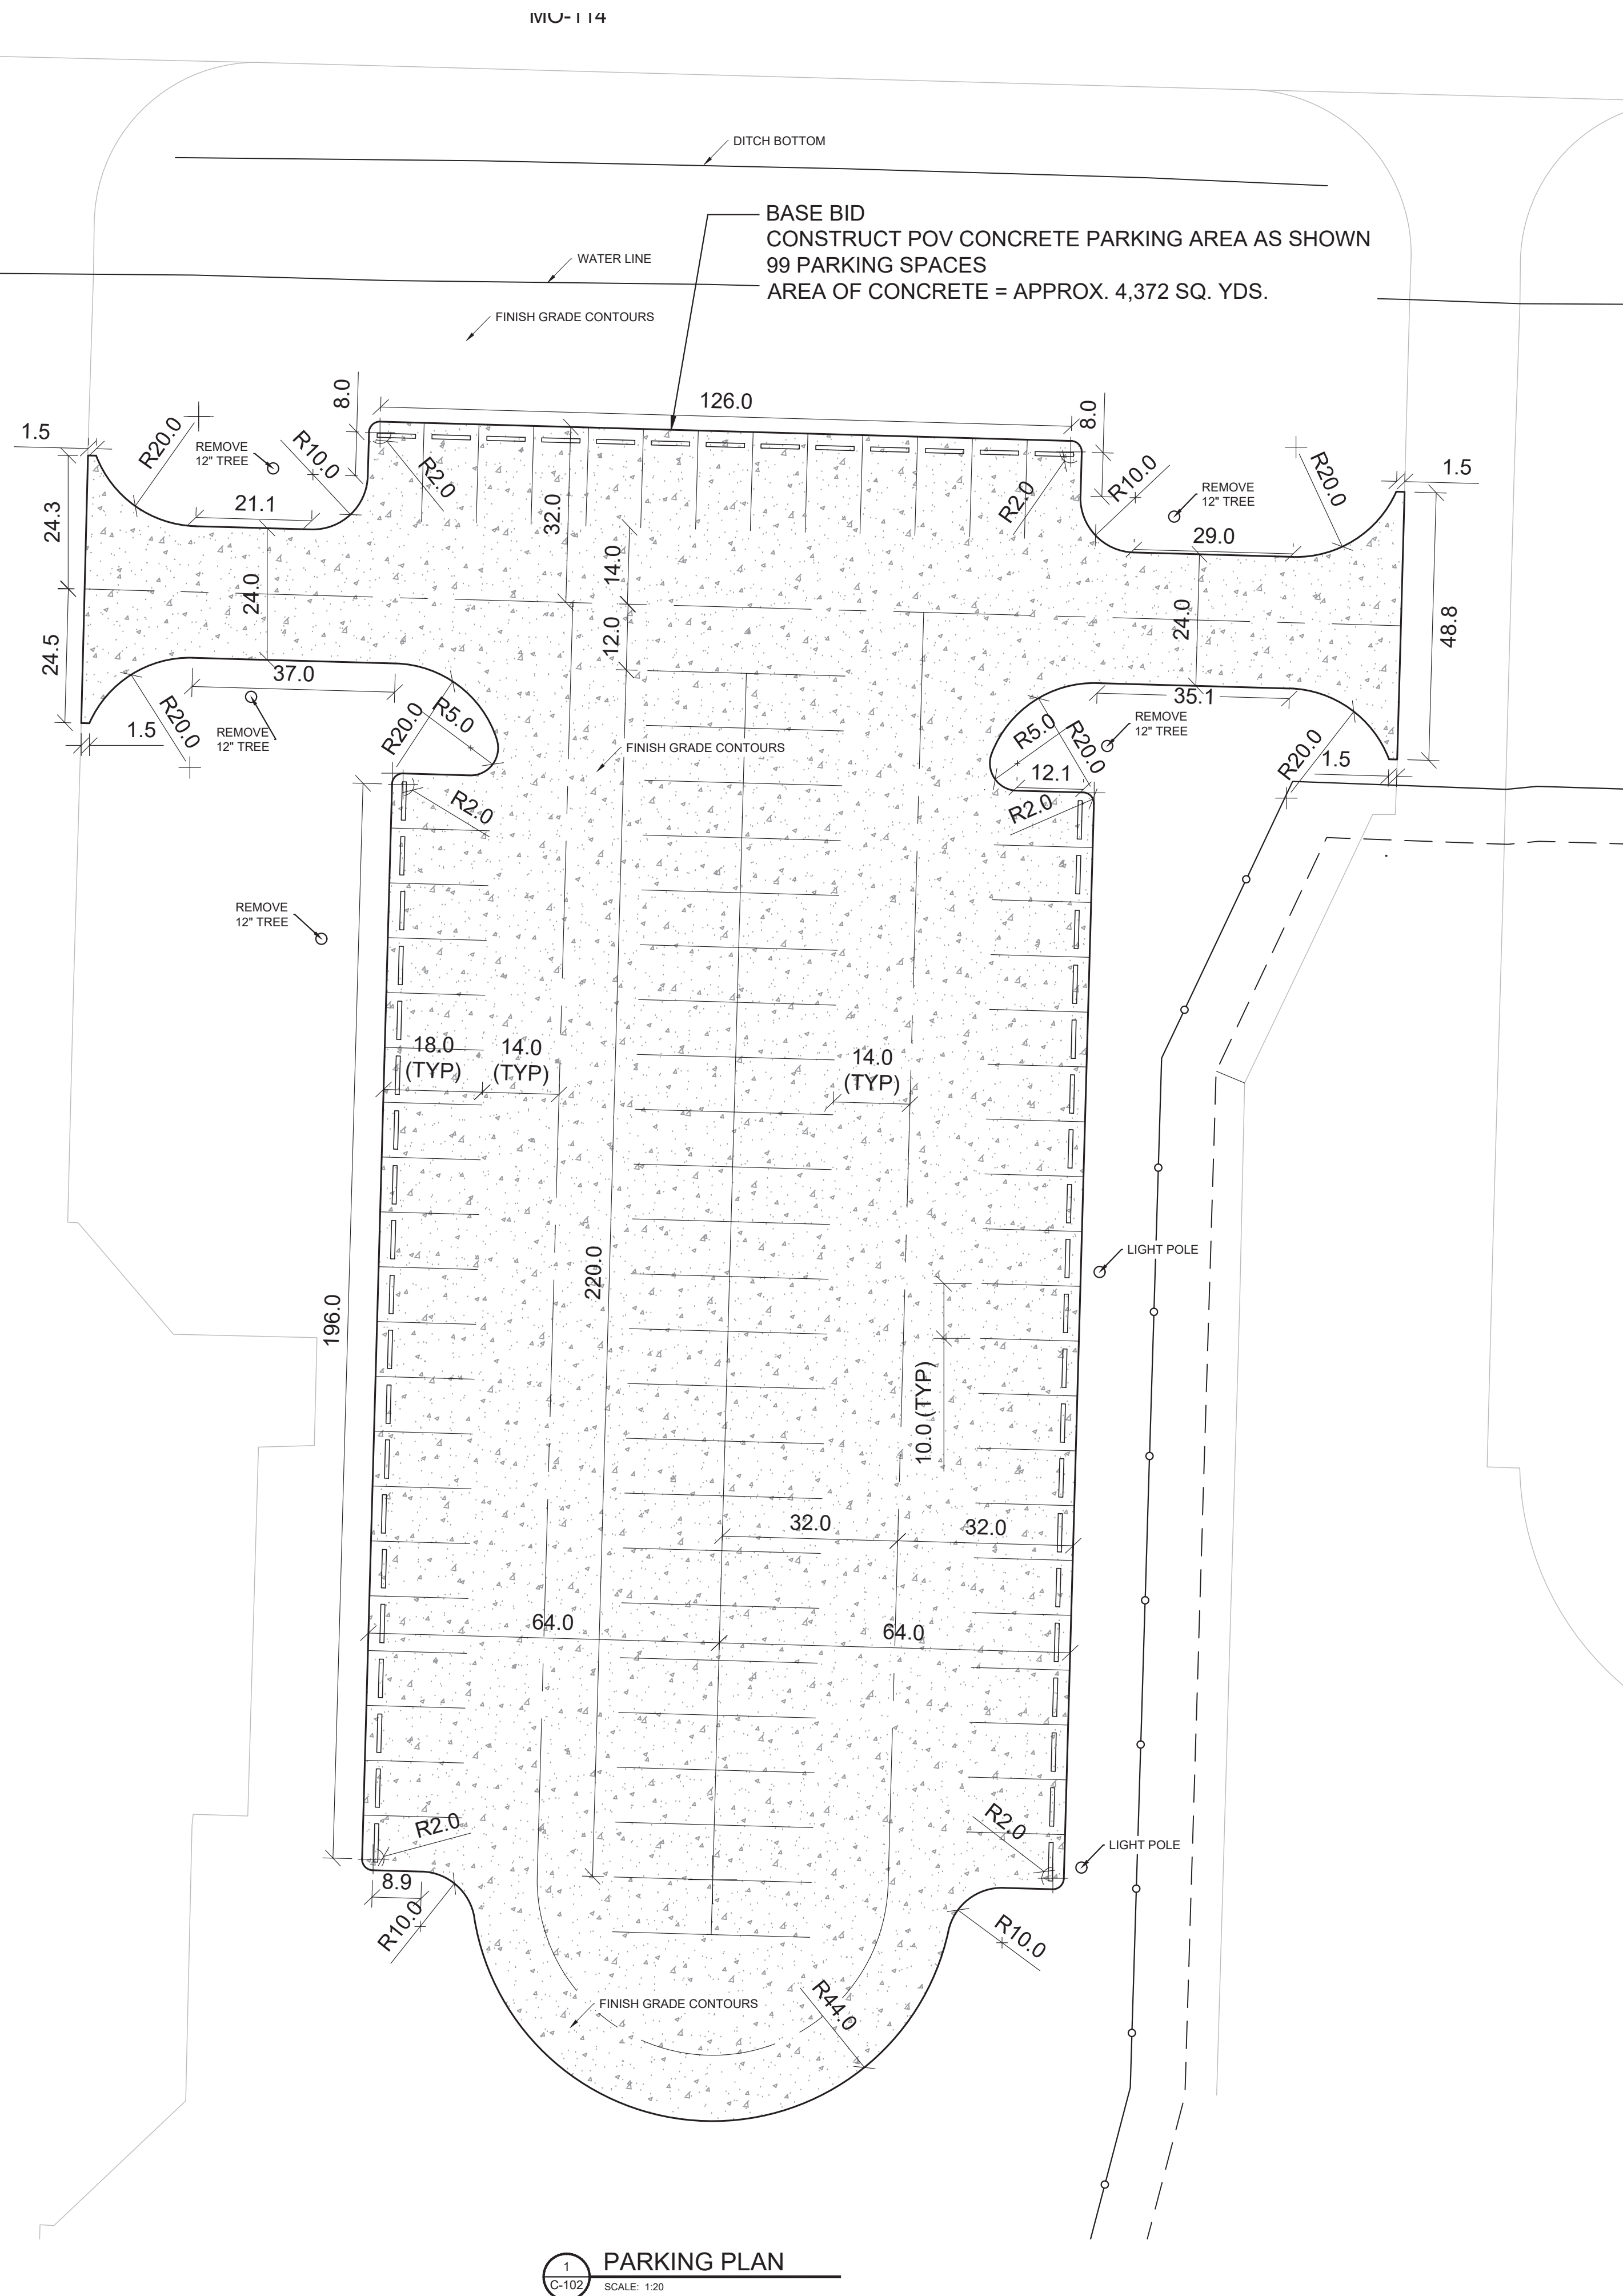 MO-114
DITCH BOTTOM
BASE BID
CONSTRUCT POV CONCRETE PARKING AREA AS SHOWN
99 PARKING SPACES
AREA OF CONCRETE = APPROX. 4,372 SQ. YDS.
WATER LINE
FINISH GRADE CONTOURS
8.0
126.0
8.0
1.5
R20.0
REMOVE
12" TREE
R10.0
R2.0
R2.0
R10.0
REMOVE
12" TREE
R20.0
1.5
24.3
21.1
32.0
14.0
29.0
24.0
12.0
24.0
48.8
24.5
37.0
35.1
1.5
R20.0
REMOVE
12" TREE
R20.0
R5.0
FINISH GRADE CONTOURS
R5.0
R20.0
REMOVE
12" TREE
R20.0
1.5
12.1
R2.0
R2.0
REMOVE
12" TREE
18.0
(TYP)
14.0
(TYP)
14.0
(TYP)
LIGHT POLE
220.0
196.0
10.0 (TYP)
32.0
32.0
64.0
64.0
R2.0
R2.0
LIGHT POLE
8.9
R10.0
R10.0
FINISH GRADE CONTOURS
R44.0
1
C-102
PARKING PLAN
SCALE: 1:20